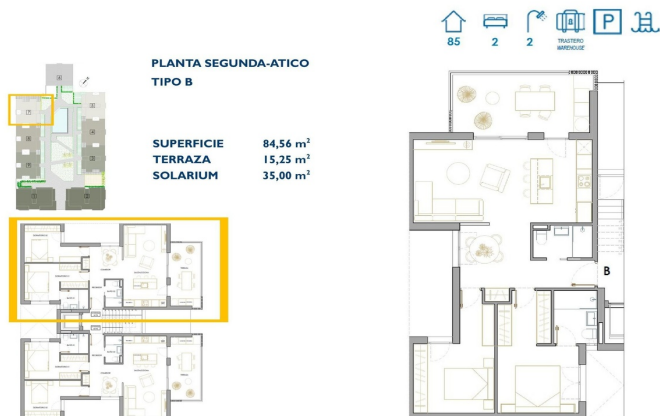 85
2
2
TRASTERO
WAREHOUSE
P
PLANTA SEGUNDA-ATICO
TIPO B
SUPERFICIE 84,56 m²
TERRAZA 15,25 m²
SOLARIUM 35,00 m²
B